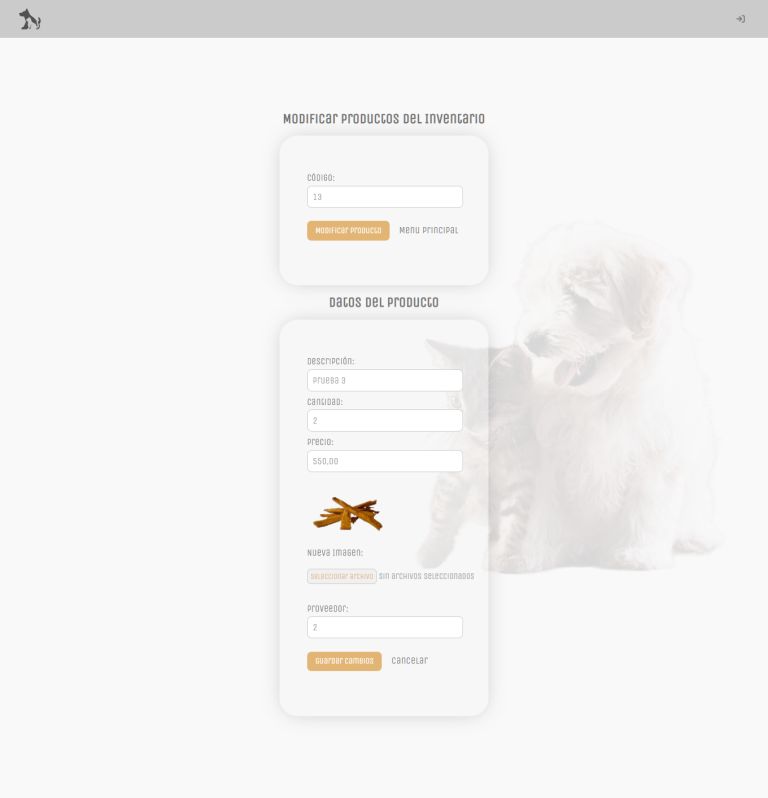 Modificar Productos del Inventario
Código:
13
Modificar Producto Menu Principal
Datos del Producto
Descripción:
Prueba 3
Cantidad:
2
Precio:
550.00
Nueva Imagen:
Seleccionar archivo Sin archivos seleccionados
Proveedor:
2
Guardar Cambios Cancelar